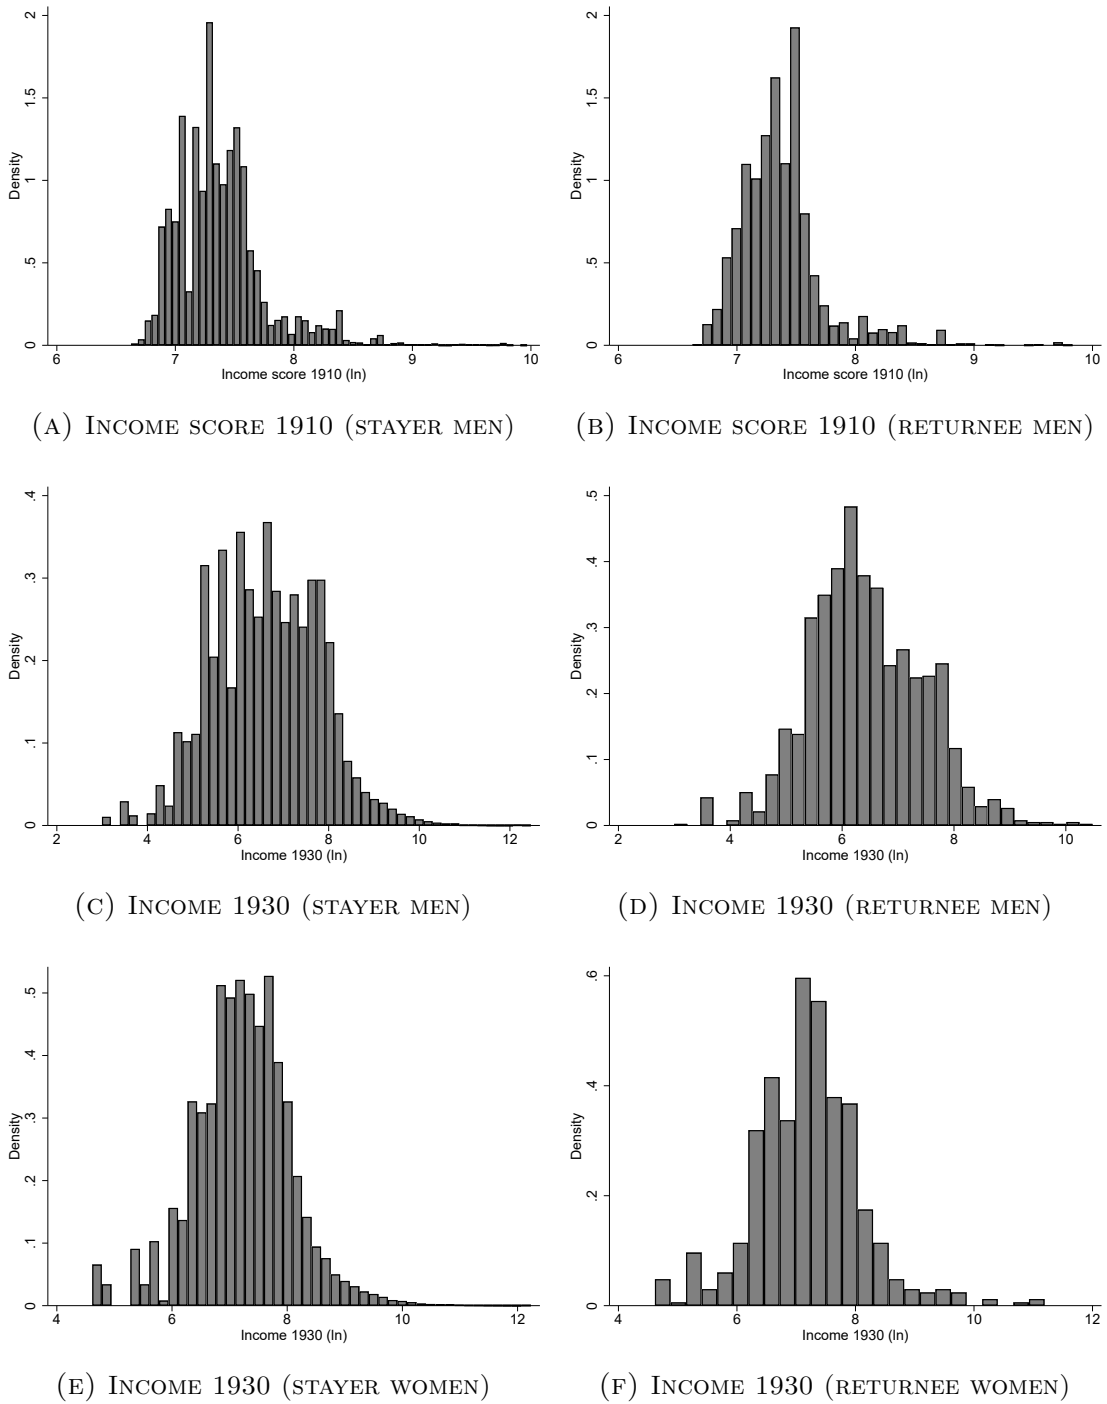 2
1.5
1
.5
0
Density
6 7 8 9 10
Income score 1910 (ln)
(A) INCOME SCORE 1910 (STAYER MEN)
2
1.5
1
.5
0
Density
6 7 8 9 10
Income score 1910 (ln)
(B) INCOME SCORE 1910 (RETURNEE MEN)
.4
.3
.2
.1
0
Density
2 4 6 8 10 12
Income 1930 (ln)
(C) INCOME 1930 (STAYER MEN)
.5
.4
.3
.2
.1
0
Density
2 4 6 8 10
Income 1930 (ln)
(D) INCOME 1930 (RETURNEE MEN)
.5
.4
.3
.2
.1
0
Density
4 6 8 10 12
Income 1930 (ln)
(E) INCOME 1930 (STAYER WOMEN)
.6
.4
.2
0
Density
4 6 8 10 12
Income 1930 (ln)
(F) INCOME 1930 (RETURNEE WOMEN)